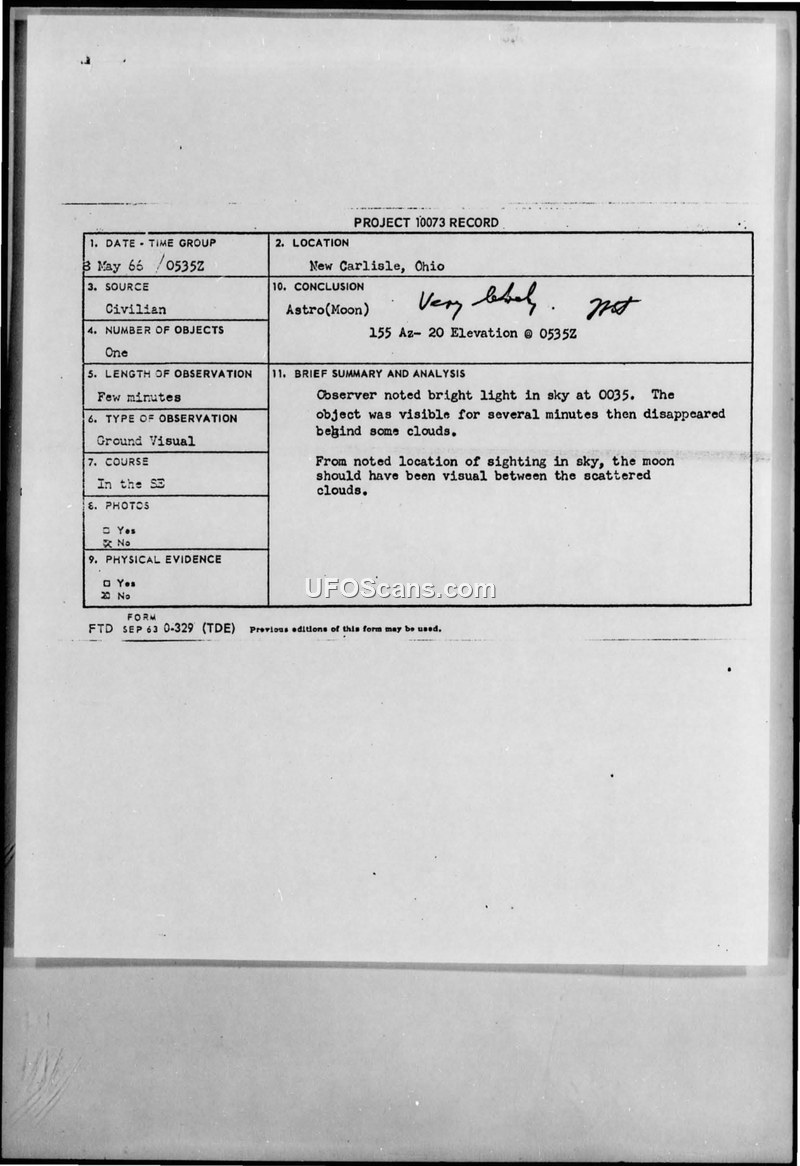 PROJECT 10073 RECORD
1. DATE - TIME GROUP
3 May 66 /0535Z
2. LOCATION
New Carlisle, Ohio
3. SOURCE
Civilian
10. CONCLUSION
Astro(Moon) Very likely.
155 Az- 20 Elevation @ 0535Z
4. NUMBER OF OBJECTS
One
5. LENGTH OF OBSERVATION
Few minutes
11. BRIEF SUMMARY AND ANALYSIS
Observer noted bright light in sky at 0035. The
object was visible for several minutes then disappeared
behind some clouds.
From noted location of sighting in sky, the moon
should have been visual between the scattered
clouds.
6. TYPE OF OBSERVATION
Ground Visual
7. COURSE
In the SE
8. PHOTOS
Yes
No
9. PHYSICAL EVIDENCE
Yes
No
FORM
FTD SEP 63 0-329 (TDE) Previous editions of this form may be used.
UFOScans.com